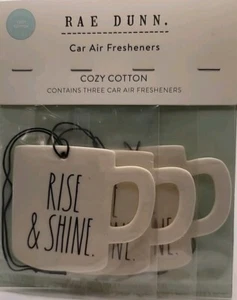 RAE DUNN.
Car Air Fresheners
COZY COTTON
CONTAINS THREE CAR AIR FRESHENERS
RISE
& SHINE.